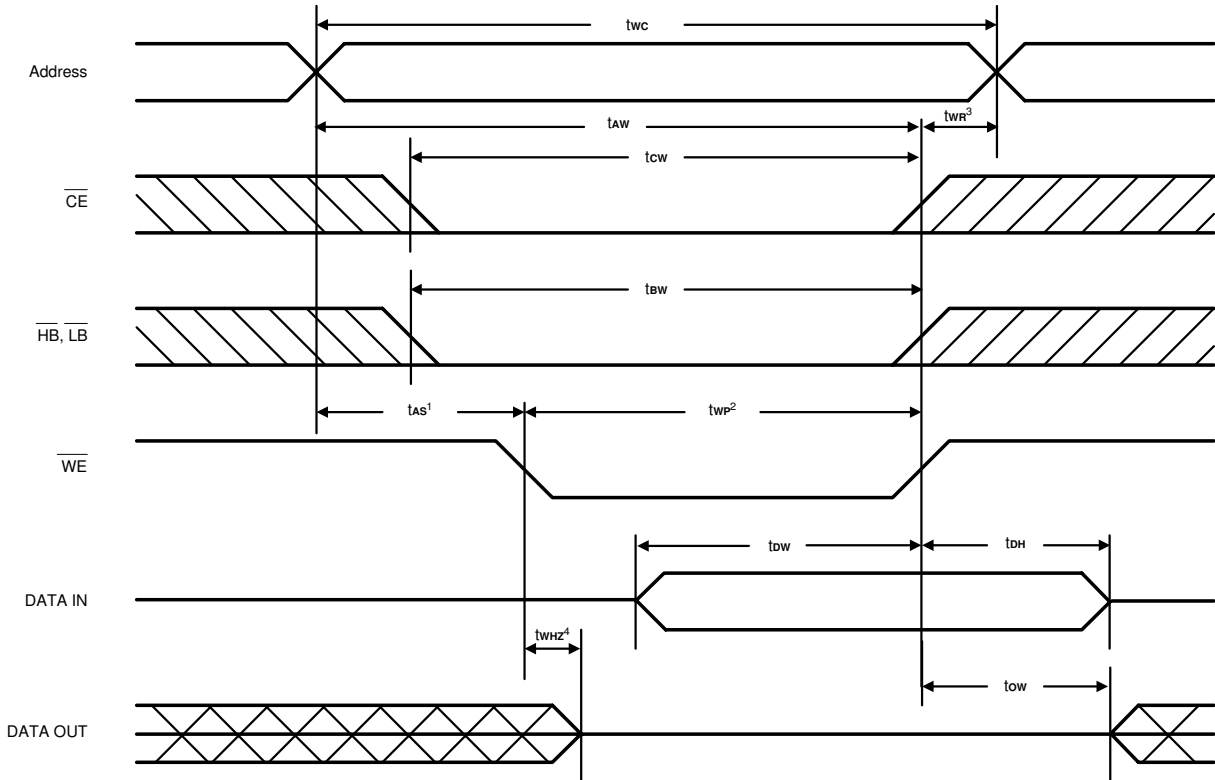 tWC
Address
tAW
tWR3
tCW
CE
tBW
HB, LB
tAS1
tWP2
WE
tDW
tDH
DATA IN
tWHZ4
tOW
DATA OUT